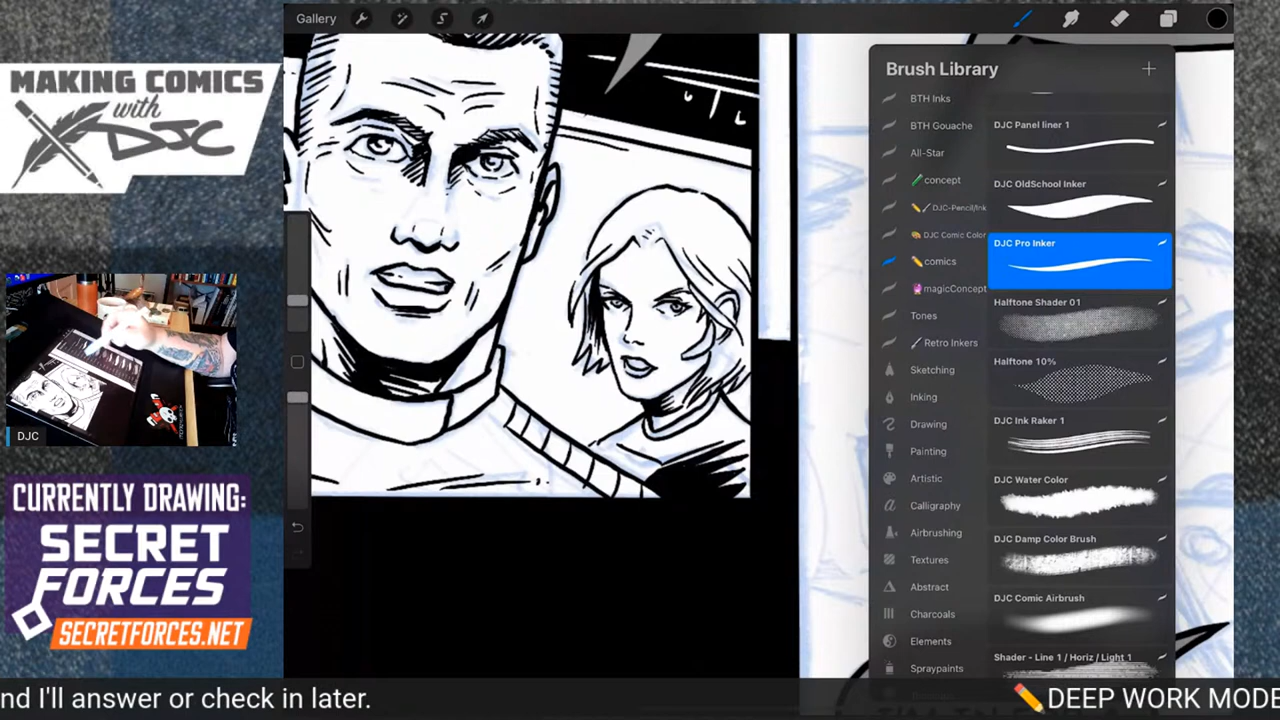 Gallery
MAKING COMICS
with
DJC
DJC
CURRENTLY DRAWING:
SECRET
FORCES
SECRETFORCES.NET
Brush Library
BTH Inks
BTH Gouache
All-Star
concept
DJC-Pencil/Ink
DJC Comic Color
comics
magicConcept
Tones
Retro Inkers
Sketching
Inking
Drawing
Painting
Artistic
Calligraphy
Airbrushing
Textures
Abstract
Charcoals
Elements
Spraypaints
DJC Panel liner 1
DJC OldSchool Inker
DJC Pro Inker
Halftone Shader 01
Halftone 10%
DJC Ink Raker 1
DJC Water Color
DJC Damp Color Brush
DJC Comic Airbrush
Shader - Line 1 / Horiz / Light 1
nd I'll answer or check in later.
✏️DEEP WORK MODE